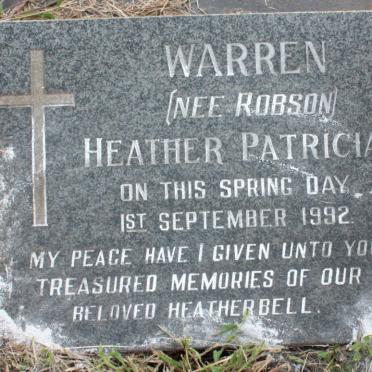 WARREN
(NEE ROBSON)
HEATHER PATRICIA
ON THIS SPRING DAY
1ST SEPTEMBER 1992.
MY PEACE HAVE I GIVEN UNTO YOU
TREASURED MEMORIES OF OUR
BELOVED HEATHERBELL.